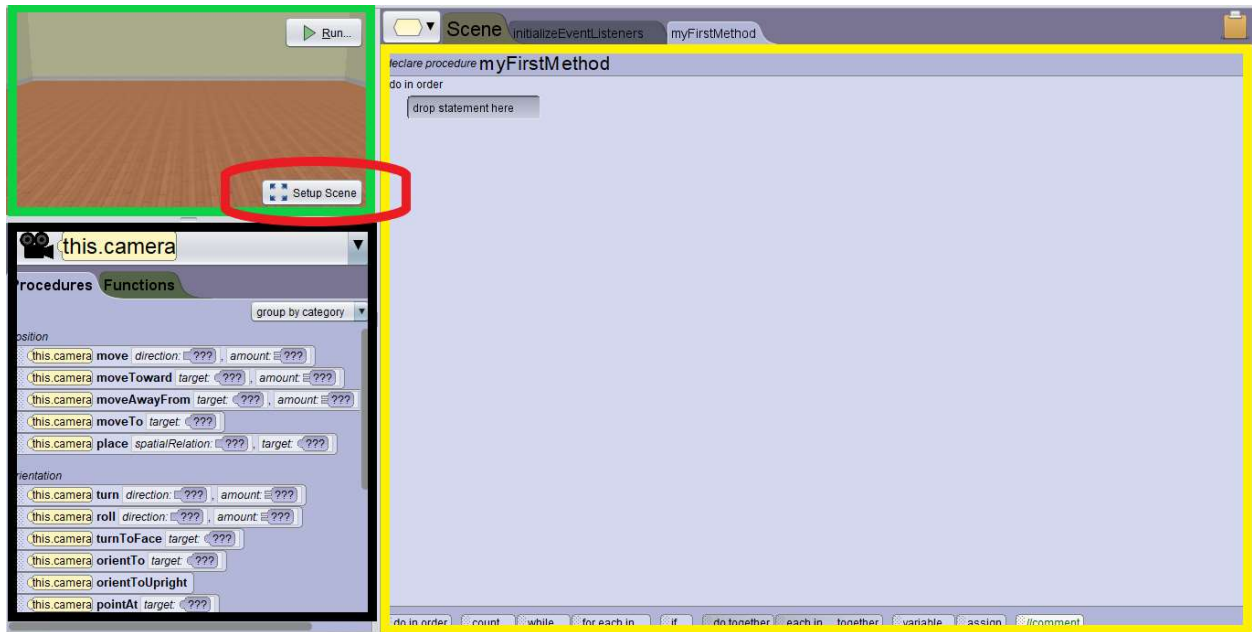 Run...
Setup Scene
this.camera
Procedures Functions
group by category
position
this.camera move direction: ??? , amount: ???
this.camera moveToward target: ??? , amount: ???
this.camera moveAwayFrom target: ??? , amount: ???
this.camera moveTo target: ???
this.camera place spatialRelation: ??? , target: ???
orientation
this.camera turn direction: ??? , amount: ???
this.camera roll direction: ??? , amount: ???
this.camera turnToFace target: ???
this.camera orientTo target: ???
this.camera orientToUpright
this.camera pointAt target: ???
Scene initializeEventListeners myFirstMethod
declare procedure myFirstMethod
do in order
drop statement here
do in order count while for each in if do together each in together variable assign //comment